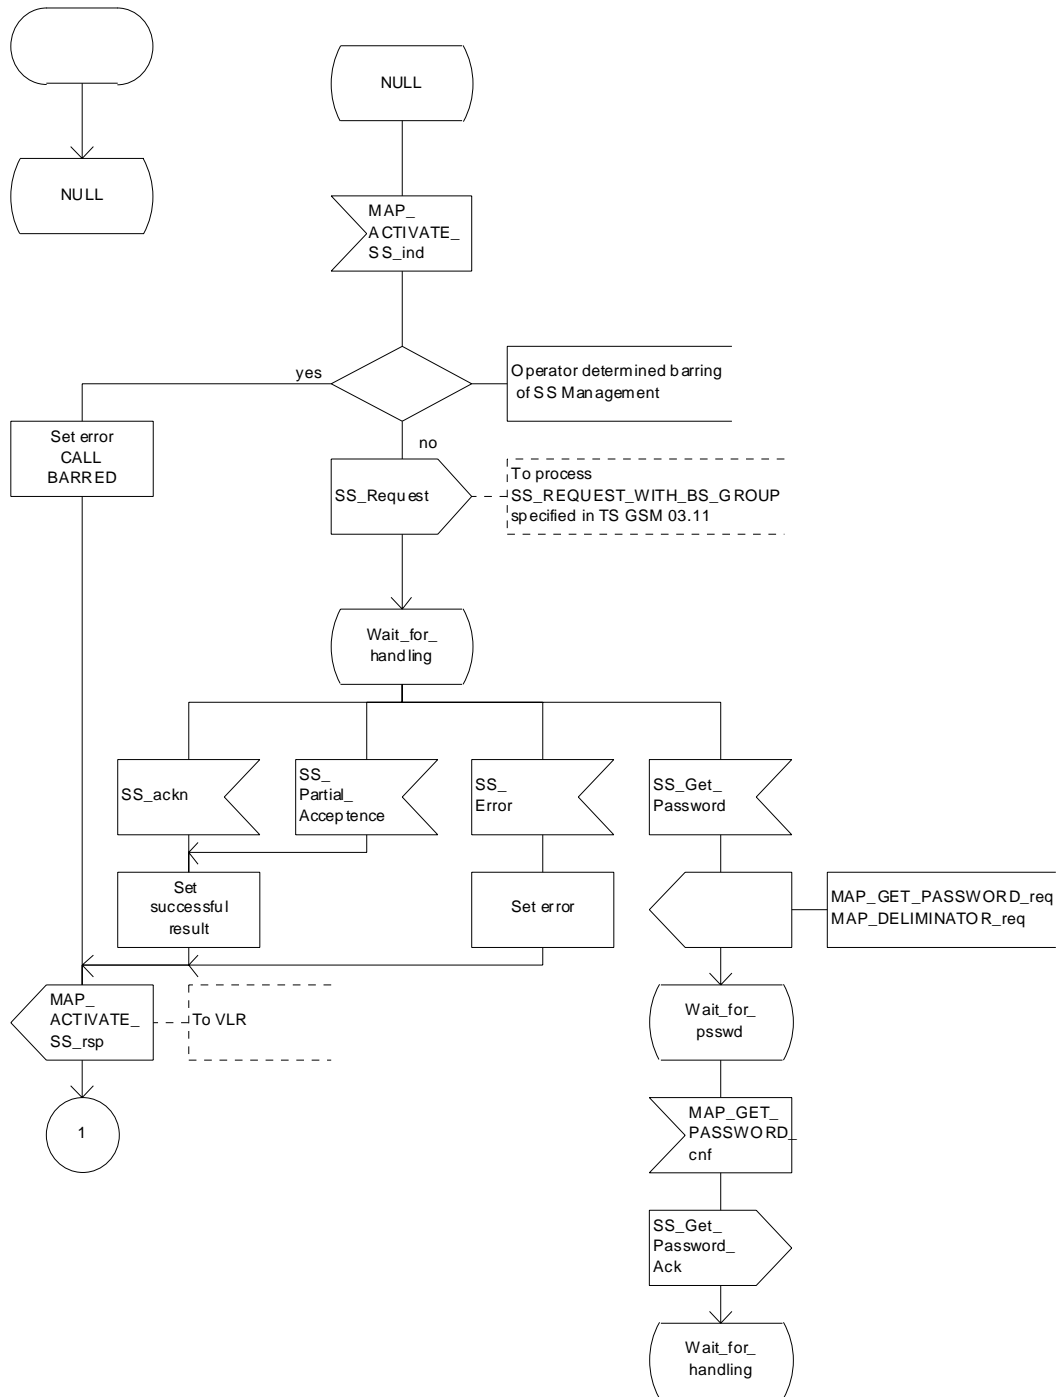 NULL
NULL
MAP_
ACTIVATE_
SS_ind
yes
Operator determined barring
of SS Management
Set error
CALL
BARRED
no
SS_Request
To process
SS_REQUEST_WITH_BS_GROUP
specified in TS GSM 03.11
Wait_for_
handling
SS_ackn
SS_
Partial_
Acceptence
SS_
Error
SS_Get_
Password
Set
successful
result
Set error
MAP_GET_PASSWORD_req
MAP_DELIMINATOR_req
MAP_
ACTIVATE_
SS_rsp
To VLR
Wait_for_
psswd
1
MAP_GET_
PASSWORD_
cnf
SS_Get_
Password_
Ack
Wait_for_
handling